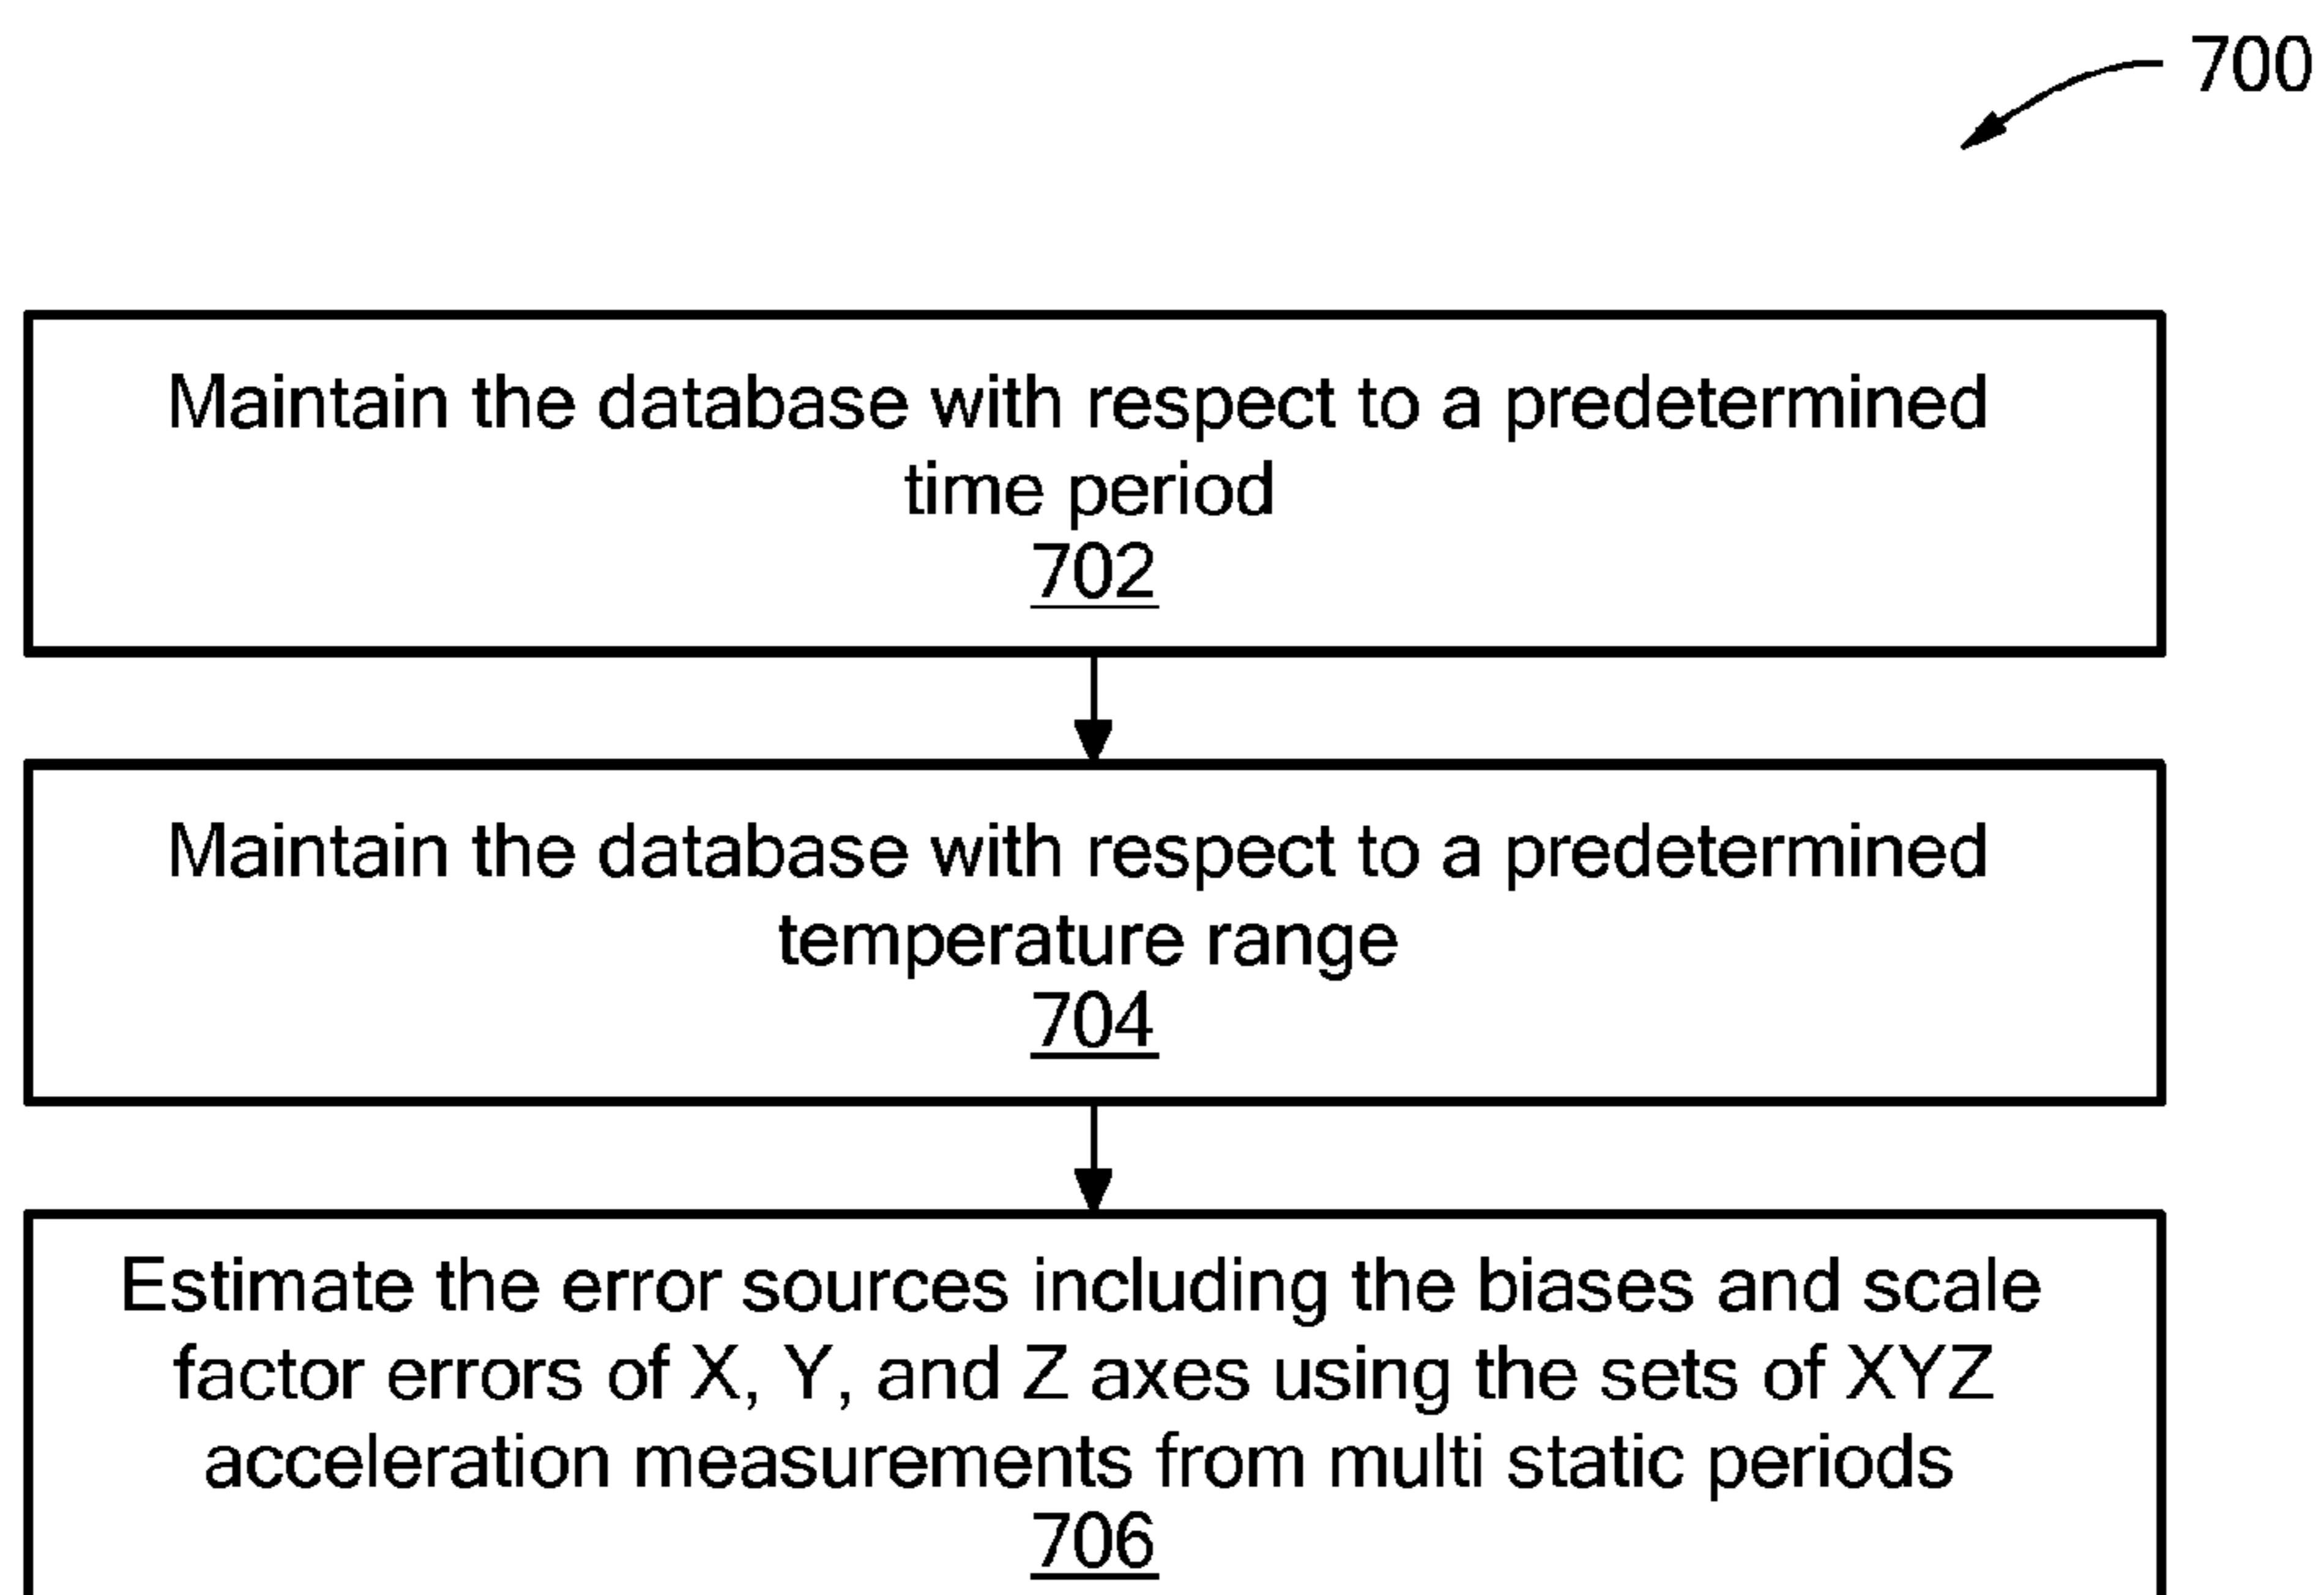 700
Maintain the database with respect to a predetermined
time period
702
Maintain the database with respect to a predetermined
temperature range
704
Estimate the error sources including the biases and scale
factor errors of X, Y, and Z axes using the sets of XYZ
acceleration measurements from multi static periods
706